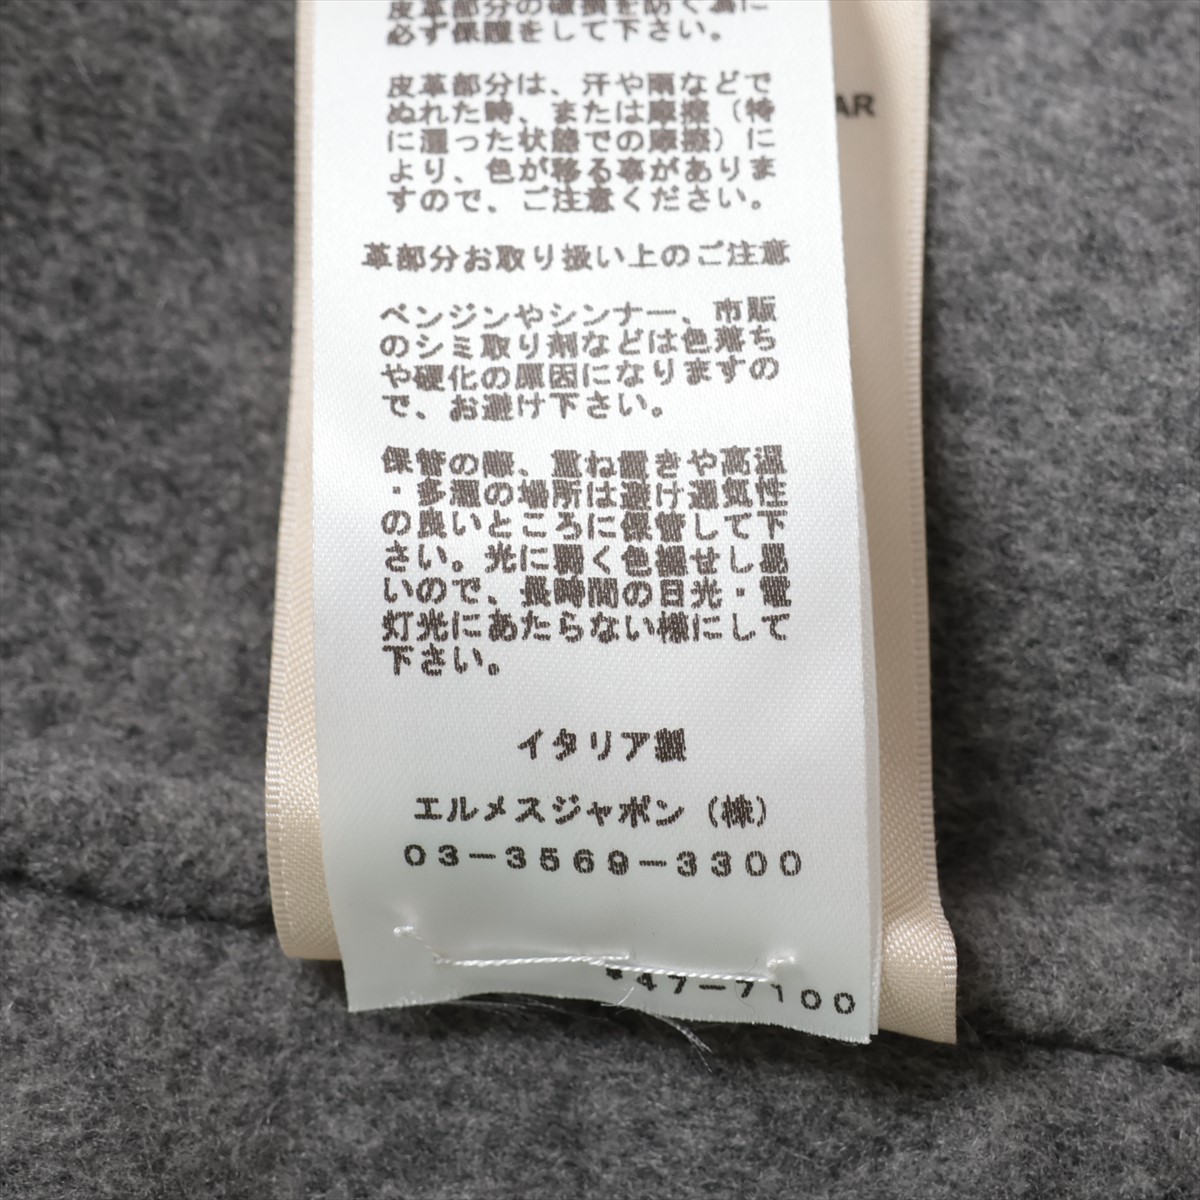 皮革部分の破損を防ぐ為に
必ず保護をして下さい。
皮革部分は、汗や雨などで
ぬれた時、または摩擦（特
に湿った状態での摩擦）に
より、色が移る事がありま
すので、ご注意ください。
革部分お取り扱い上のご注意
ベンジンやシンナー、市販
のシミ取り剤などは色落ち
や硬化の原因になりますの
で、お避け下さい。
保管の際、重ね置きや高温
・多湿の場所は避け通気性
の良いところに保管して下
さい。光に弱く色褪せし易
いので、長時間の日光・電
灯光にあたらない様にして
下さい。
イタリア製
エルメスジャポン（株）
03-3569-3300
47-7100
AR